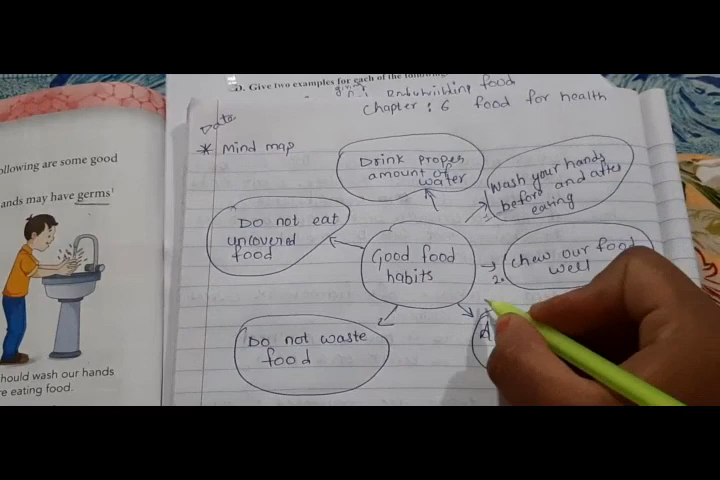 D. Give two examples for each of the following
food
Chapter : 6 food for health
Date
* Mind map
Drink proper
amount of
water
Wash your hands
before and after
eating
Do not eat
uncovered
food
Good food
habits
2. Chew our food
well
Do not waste
food
ollowing are some good
ands may have germs
hould wash our hands
re eating food.